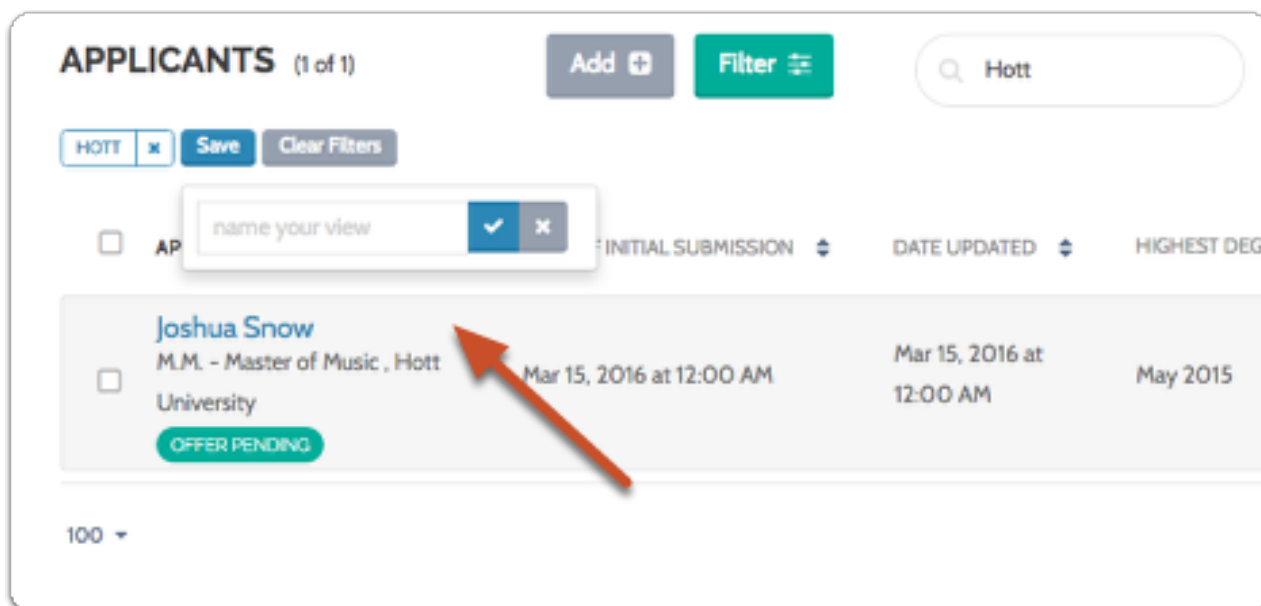 APPLICANTS (1 of 1) Add Filter Hott
HOTT × Save Clear Filters
name your view
AP INITIAL SUBMISSION DATE UPDATED HIGHEST DEG
Joshua Snow
M.M. - Master of Music , Hott
University
OFFER PENDING
Mar 15, 2016 at 12:00 AM
Mar 15, 2016 at
12:00 AM
May 2015
100